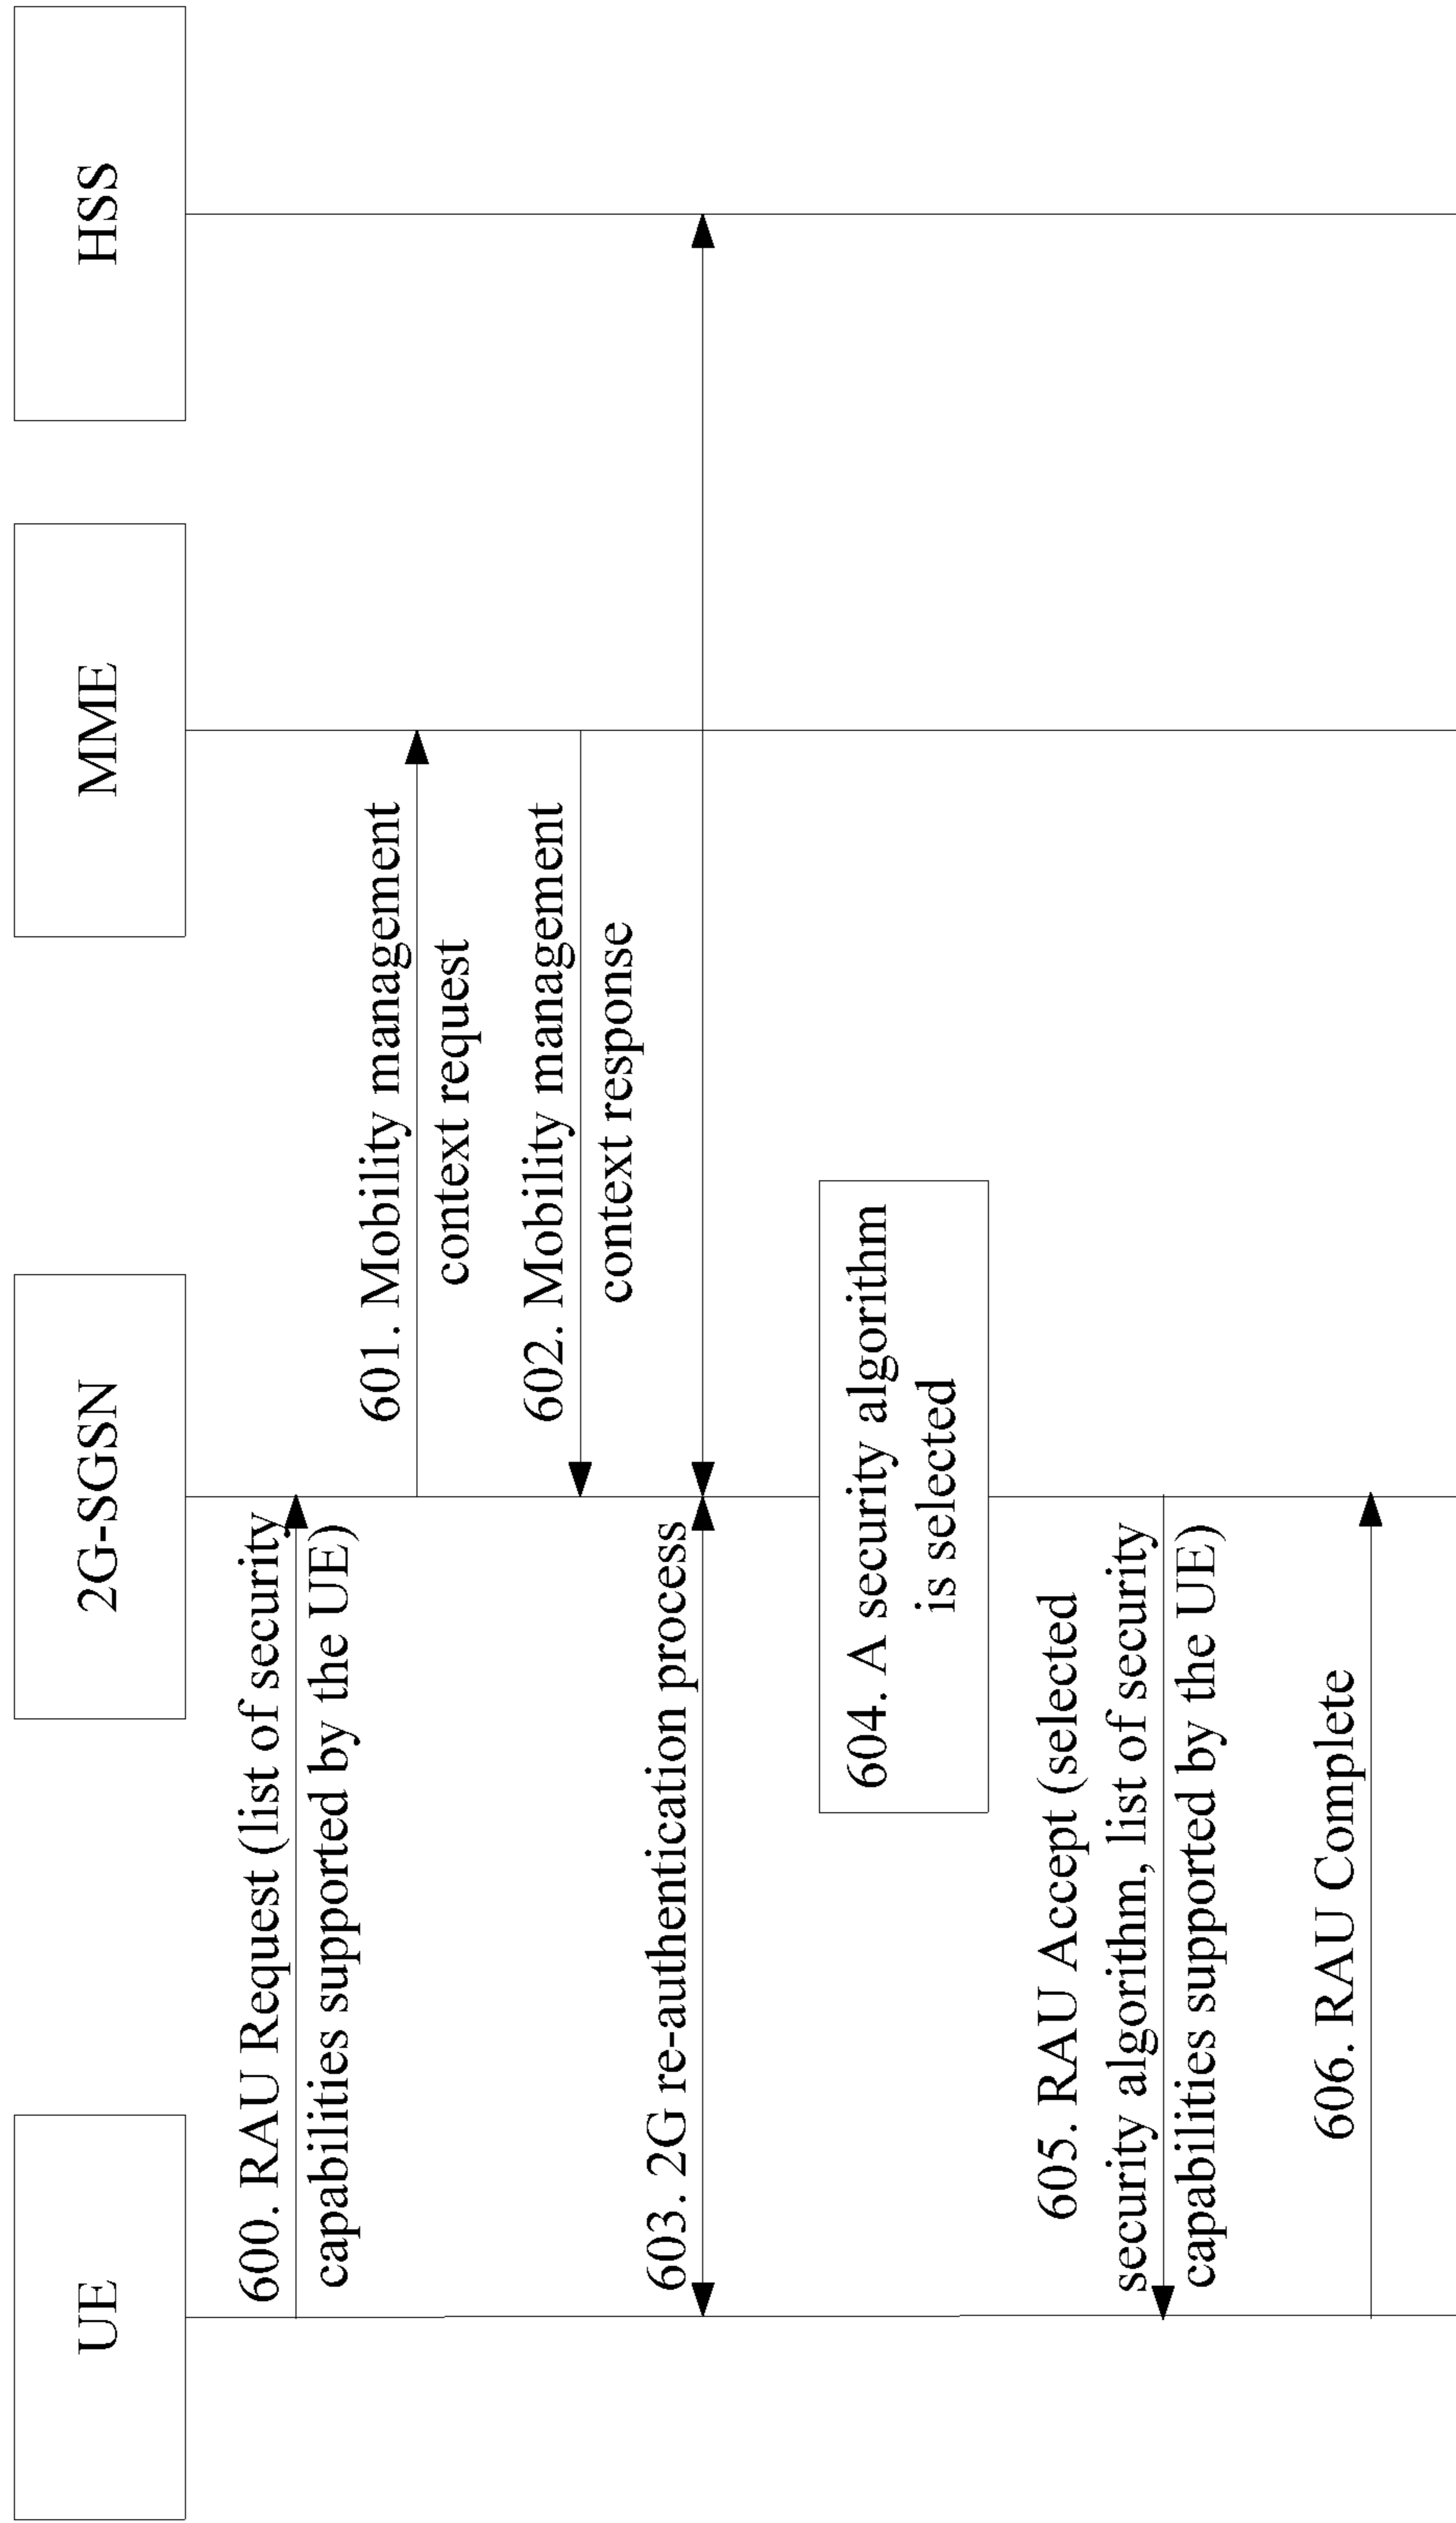 UE
2G-SGSN
MME
HSS
600. RAU Request (list of security
capabilities supported by the UE)
601. Mobility management
context request
602. Mobility management
context response
603. 2G re-authentication process
604. A security algorithm
is selected
605. RAU Accept (selected
security algorithm, list of security
capabilities supported by the UE)
606. RAU Complete